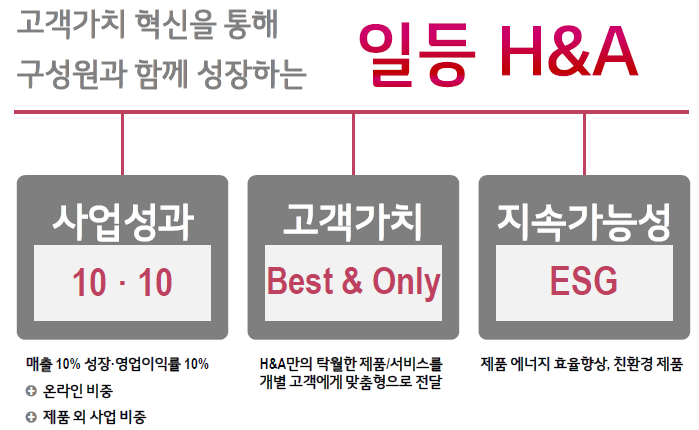 고객가치 혁신을 통해
구성원과 함께 성장하는
일등 H&A
사업성과
10 · 10
매출 10% 성장·영업이익률 10%
온라인 비중
제품 외 사업 비중
고객가치
Best & Only
H&A만의 탁월한 제품/서비스를
개별 고객에게 맞춤형으로 전달
지속가능성
ESG
제품 에너지 효율향상, 친환경 제품